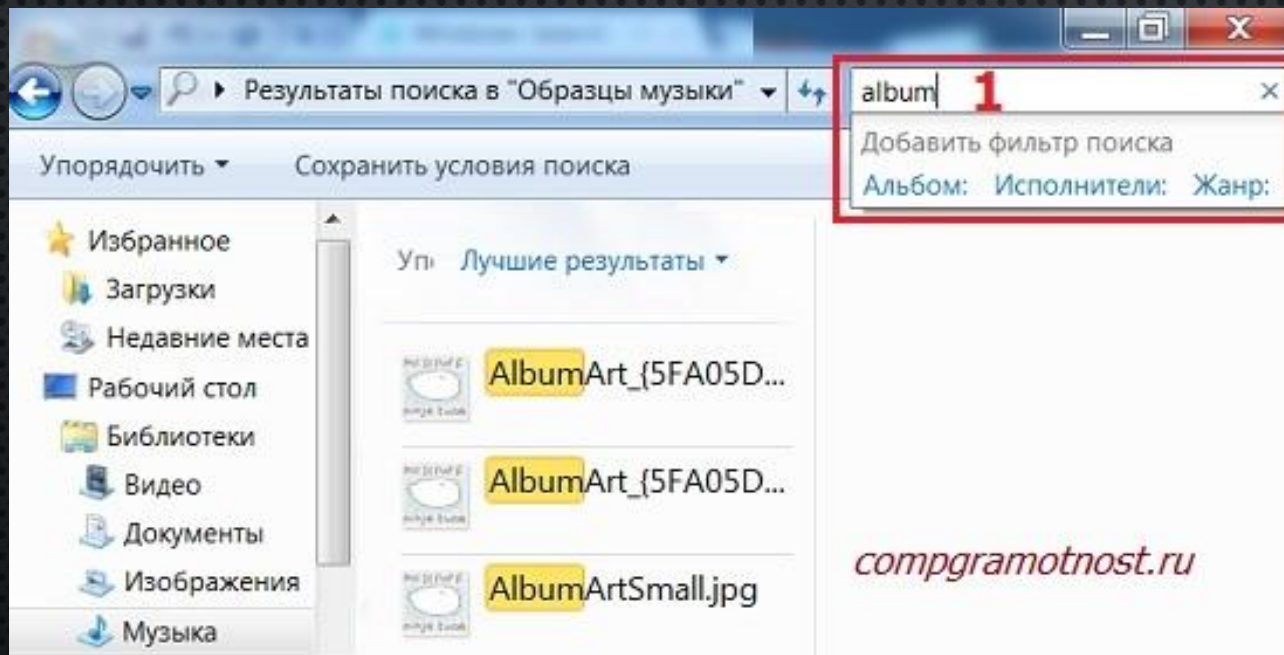 Результаты поиска в "Образцы музыки"
album
1
Добавить фильтр поиска
Альбом: Исполнители: Жанр:
Упорядочить
Сохранить условия поиска
Избранное
Загрузки
Недавние места
Рабочий стол
Библиотеки
Видео
Документы
Изображения
Музыка
Лучшие результаты
AlbumArt_{5FA05D...
AlbumArt_{5FA05D...
AlbumArtSmall.jpg
compgramotnost.ru